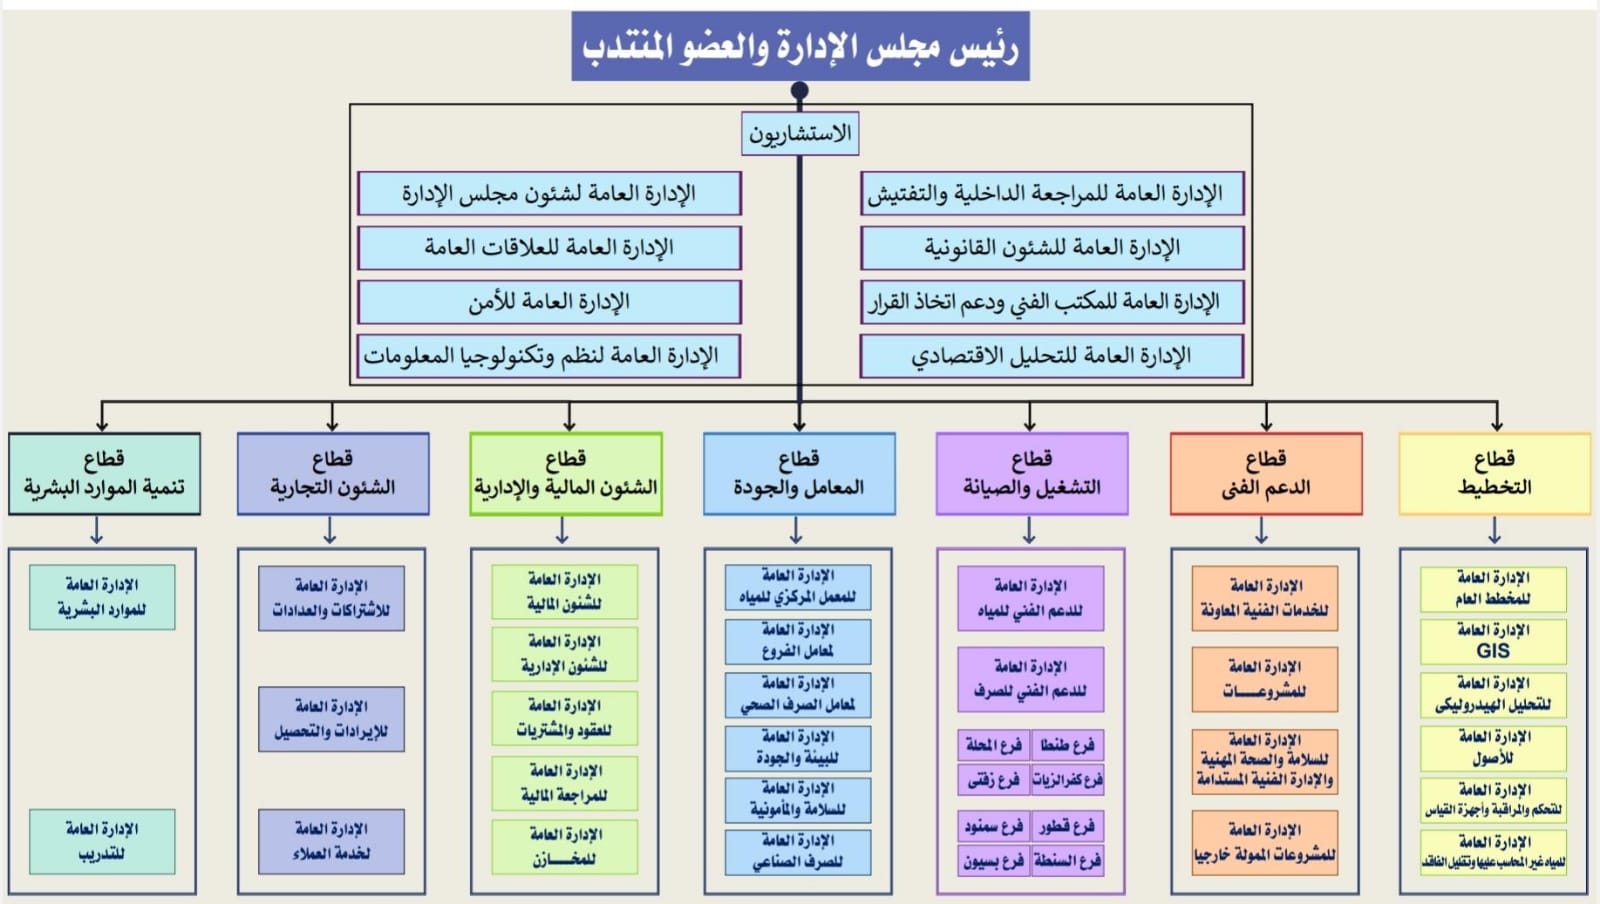 رئيس مجلس الإدارة والعضو المنتدب
الاستشاريون
الإدارة العامة للمراجعة الداخلية والتفتيش
الإدارة العامة لشئون مجلس الإدارة
الإدارة العامة للشئون القانونية
الإدارة العامة للعلاقات العامة
الإدارة العامة للمكتب الفني ودعم اتخاذ القرار
الإدارة العامة للأمن
الإدارة العامة للتحليل الاقتصادي
الإدارة العامة لنظم وتكنولوجيا المعلومات
قطاع
التخطيط
الإدارة العامة
للمخطط العام
الإدارة العامة
GIS
الإدارة العامة
للتحليل الهيدروليكى
الإدارة العامة
للأصول
الإدارة العامة
للتحكم والمراقبة وأجهزة القياس
الإدارة العامة
للمياه غير المحاسب عليها وتقليل الفاقد
قطاع
الدعم الفنى
الإدارة العامة
للخدمات الفنية المعاونة
الإدارة العامة
للمشروعـــات
الإدارة العامة
للسلامة والصحة المهنية
والإدارة الفنية المستدامة
الإدارة العامة
للمشروعات الممولة خارجيا
قطاع
التشغيل والصيانة
الإدارة العامة
للدعم الفني للمياه
الإدارة العامة
للدعم الفني للصرف
فرع طنطا
فرع المحلة
فرع كفرالزيات
فرع زفتى
فرع قطور
فرع سمنود
فرع السنطة
فرع بسيون
قطاع
المعامل والجودة
الإدارة العامة
للمعمل المركزي للمياه
الإدارة العامة
لمعامل الفروع
الإدارة العامة
لمعامل الصرف الصحي
الإدارة العامة
للبيئة والجودة
الإدارة العامة
للسلامة والمأمونية
الإدارة العامة
للصرف الصناعي
قطاع
الشئون المالية والإدارية
الإدارة العامة
للشئون المالية
الإدارة العامة
للشئون الإدارية
الإدارة العامة
للعقود والمشتريات
الإدارة العامة
للمراجعة المالية
الإدارة العامة
للمخـــازن
قطاع
الشئون التجارية
الإدارة العامة
للاشتراكات والعدادات
الإدارة العامة
للإيرادات والتحصيل
الإدارة العامة
لخدمة العملاء
قطاع
تنمية الموارد البشرية
الإدارة العامة
للموارد البشرية
الإدارة العامة
للتدريب